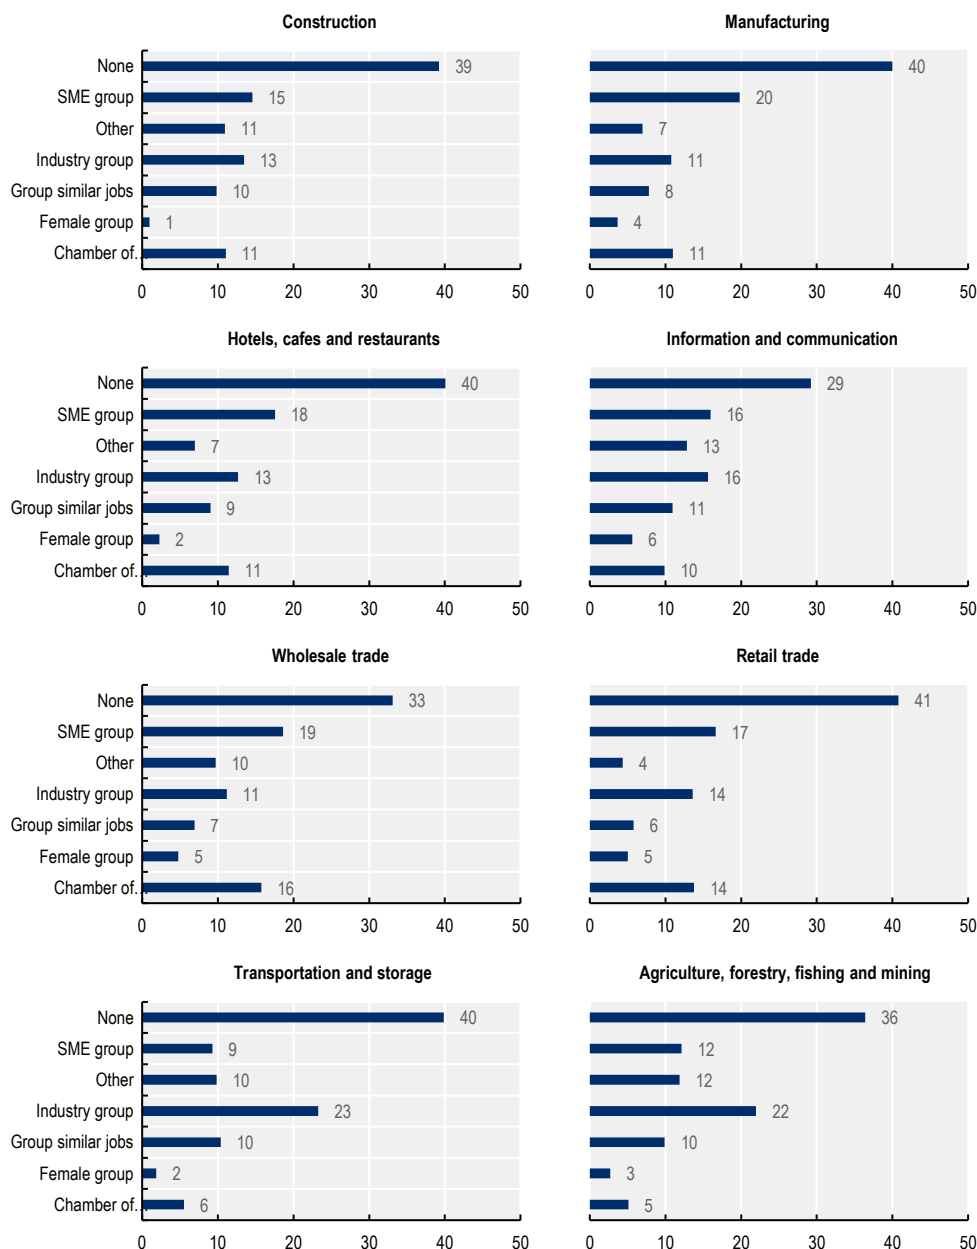 Construction
None 39
SME group 15
Other 11
Industry group 13
Group similar jobs 10
Female group 1
Chamber of.. 11
0 10 20 30 40 50
Manufacturing
40
20
7
11
8
4
11
0 10 20 30 40 50
Hotels, cafes and restaurants
None 40
SME group 18
Other 7
Industry group 13
Group similar jobs 9
Female group 2
Chamber of.. 11
0 10 20 30 40 50
Information and communication
29
16
13
16
11
6
10
0 10 20 30 40 50
Wholesale trade
None 33
SME group 19
Other 10
Industry group 11
Group similar jobs 7
Female group 5
Chamber of.. 16
0 10 20 30 40 50
Retail trade
41
17
4
14
6
5
14
0 10 20 30 40 50
Transportation and storage
None 40
SME group 9
Other 10
Industry group 23
Group similar jobs 10
Female group 2
Chamber of.. 6
0 10 20 30 40 50
Agriculture, forestry, fishing and mining
36
12
12
22
10
3
5
0 10 20 30 40 50